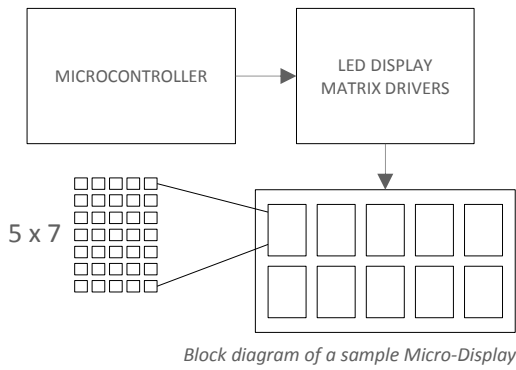 MICROCONTROLLER
LED DISPLAY
MATRIX DRIVERS
5 x 7
Block diagram of a sample Micro-Display